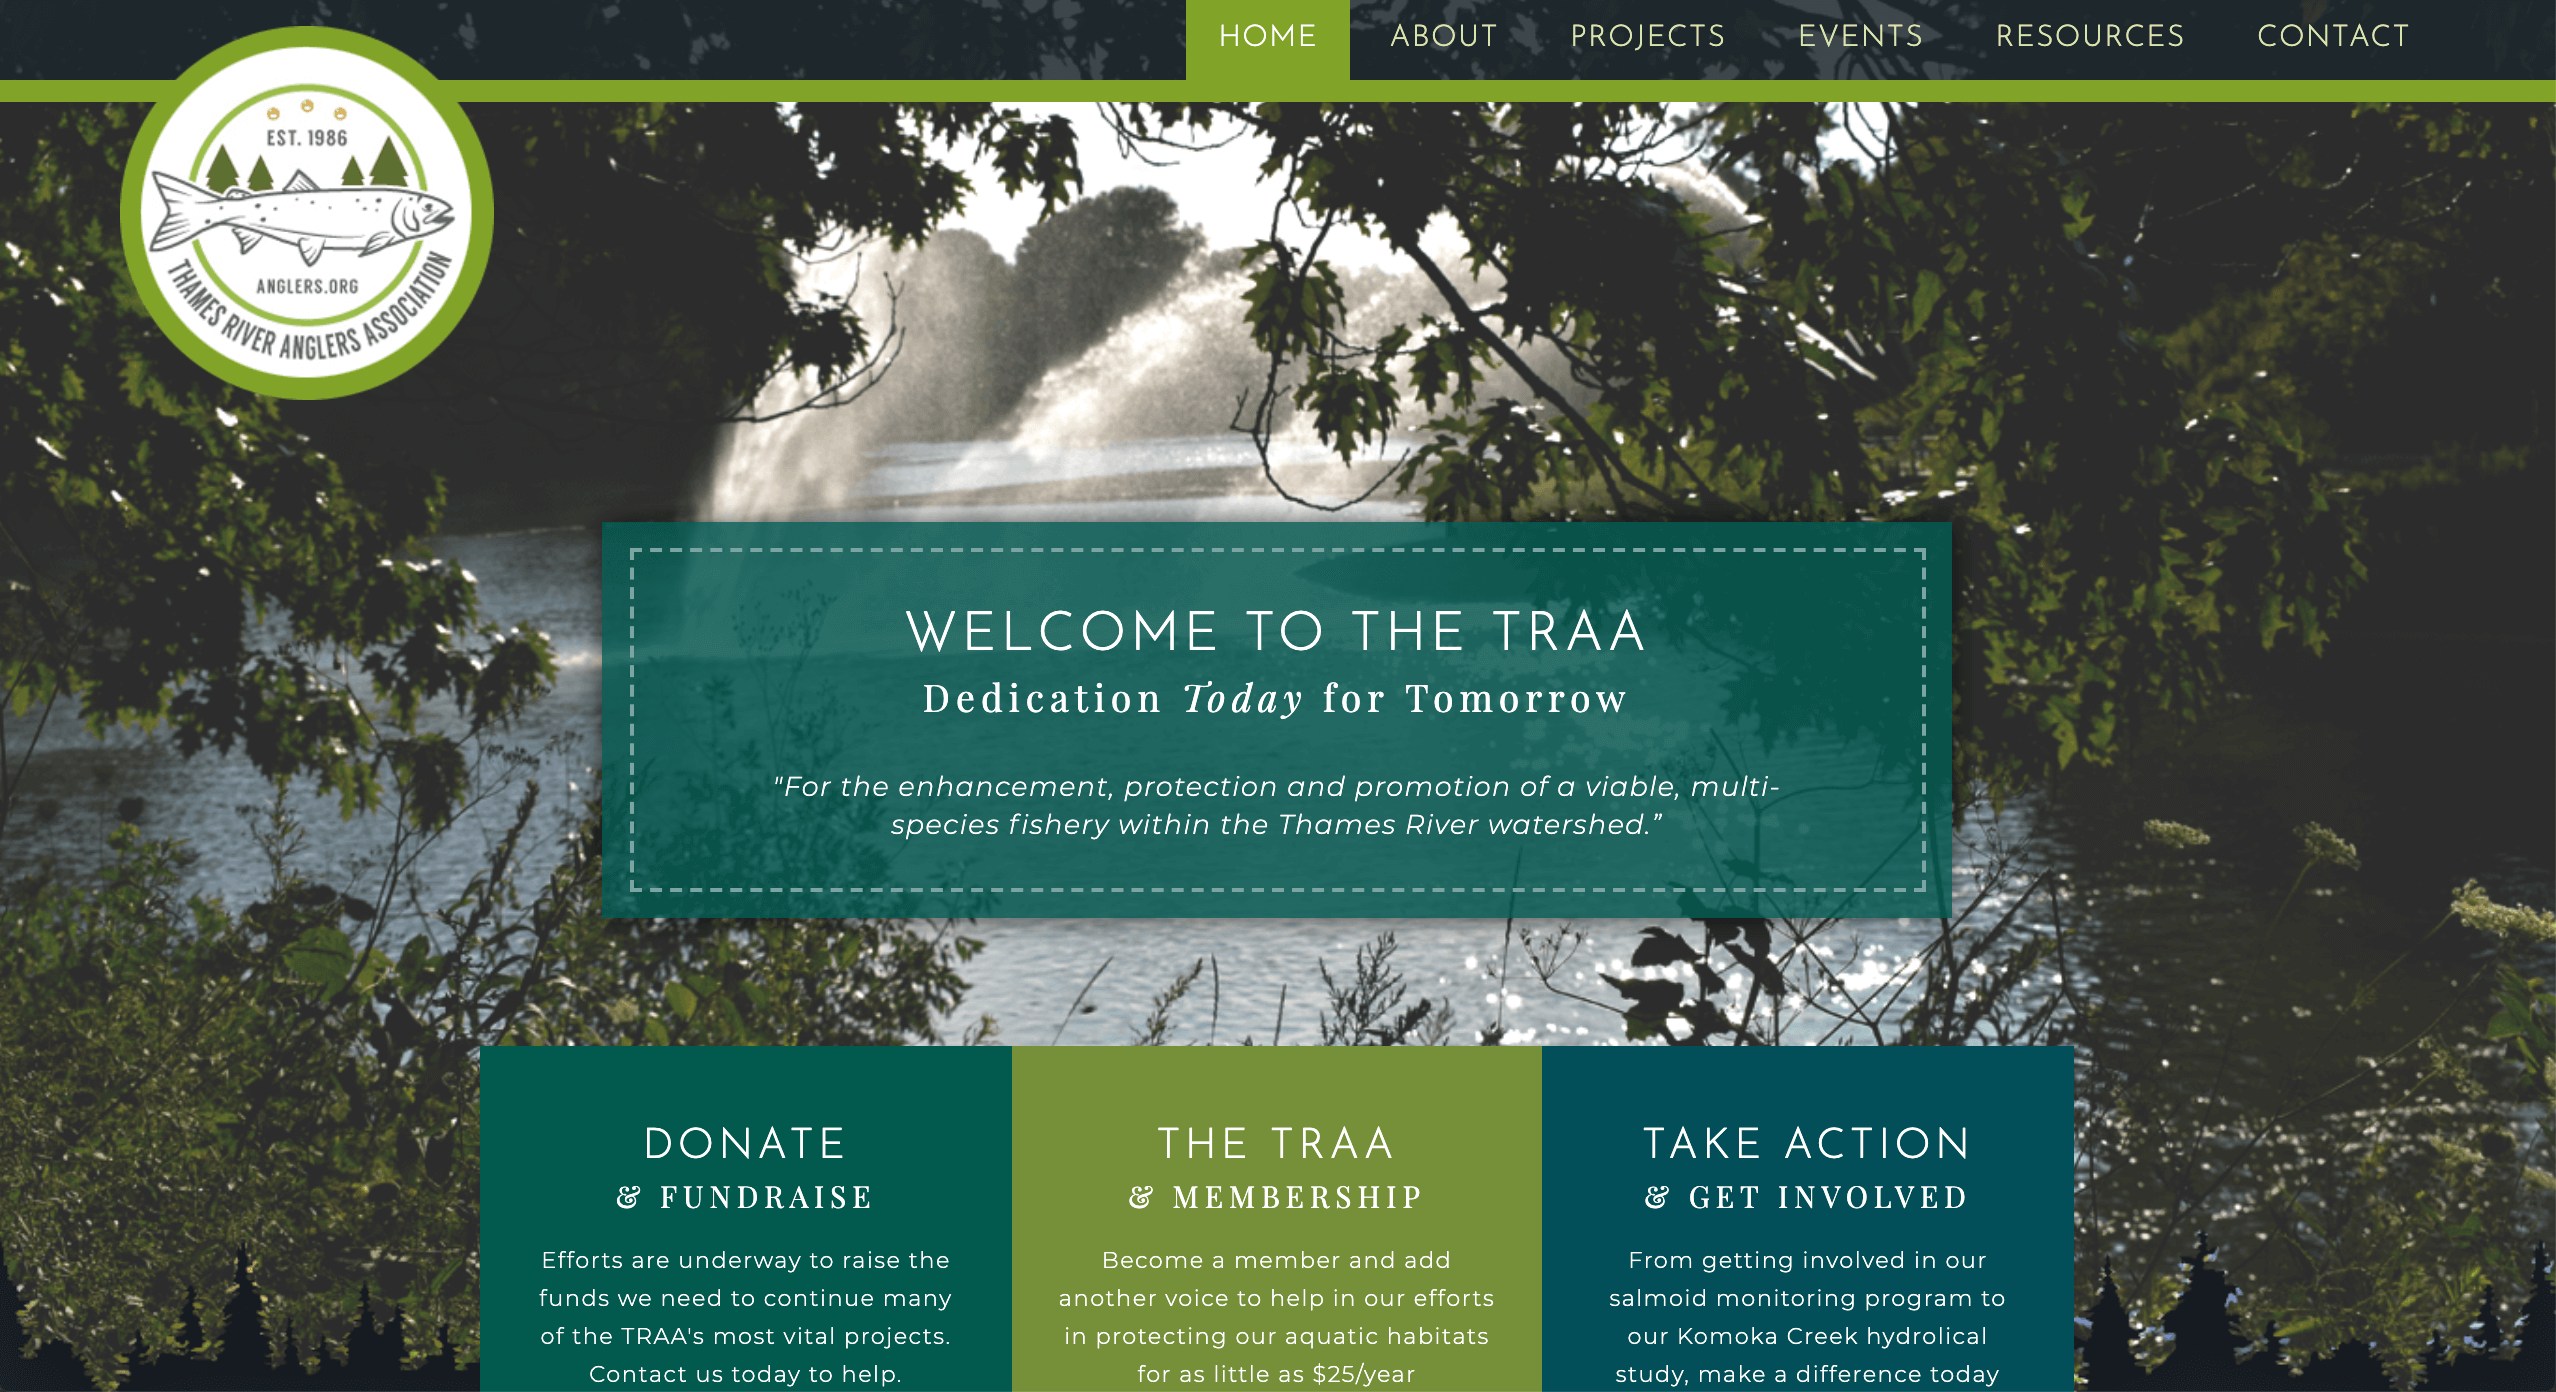 HOME ABOUT PROJECTS EVENTS RESOURCES CONTACT
EST. 1986
ANGLERS.ORG
THAMES RIVER ANGLERS ASSOCIATION
WELCOME TO THE TRAA
Dedication Today for Tomorrow
"For the enhancement, protection and promotion of a viable, multi-
species fishery within the Thames River watershed.”
DONATE
& FUNDRAISE
Efforts are underway to raise the
funds we need to continue many
of the TRAA's most vital projects.
Contact us today to help.
THE TRAA
& MEMBERSHIP
Become a member and add
another voice to help in our efforts
in protecting our aquatic habitats
for as little as $25/year
TAKE ACTION
& GET INVOLVED
From getting involved in our
salmoid monitoring program to
our Komoka Creek hydrolical
study, make a difference today